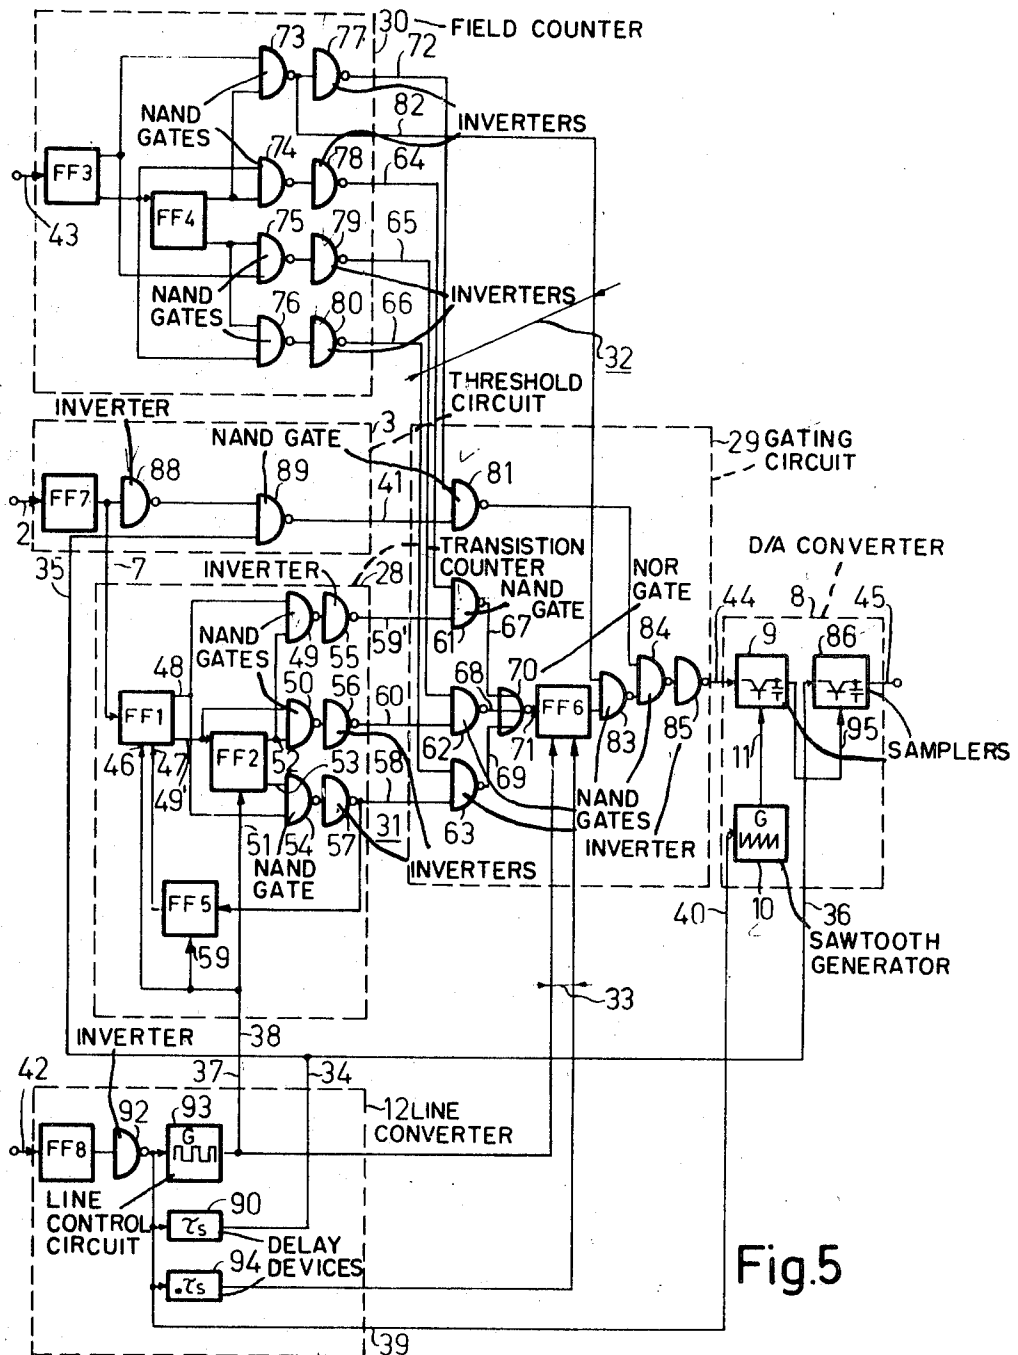 73
77
30
FIELD COUNTER
72
NAND
GATES
82
INVERTERS
74
78
64
FF3
43
FF4
75
79
65
NAND
GATES
76
80
66
INVERTERS
32
INVERTER
THRESHOLD
CIRCUIT
3
NAND GATE
29 GATING
CIRCUIT
88
89
41
81
FF7
2
35
7
TRANSISTION
COUNTER
28
INVERTER
D/A CONVERTER
NOR
GATE
NAND
GATE
NAND
GATES
49
55
59'
61
67
84
44
8
45
9
86
48
50
56
60
68
70
FF1
FF2
FF6
46
47
49'
52
53
62
71
83
85
11
95
SAMPLERS
58
69
51
54
57
31
63
NAND
GATES
INVERTER
G
NAND
GATE
INVERTERS
FF5
59
40
10
36
SAWTOOTH
GENERATOR
33
INVERTER
38
37
34
42
92
93
12 LINE
CONVERTER
FF8
G
LINE
CONTROL
CIRCUIT
90
τs
DELAY
DEVICES
94
.τs
39
Fig.5